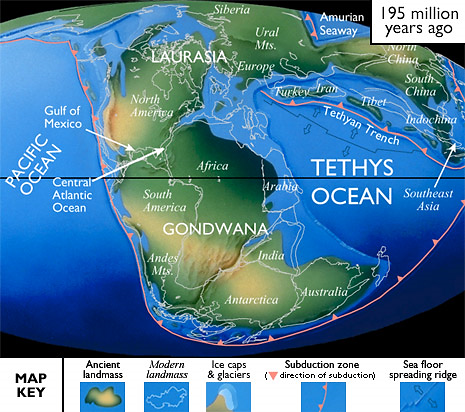 Siberia
Amurian
Seaway
195 million
years ago
Ural
Mts.
LAURASIA
Europe
North
China
South
China
North
America
Turkey
Iran
Tibet
Indochina
Tethyan Trench
Gulf of
Mexico
PACIFIC
OCEAN
Africa
TETHYS
OCEAN
Central
Atlantic
Ocean
Arabia
South
America
Southeast
Asia
GONDWANA
India
Andes
Mts.
Antarctica
Australia
MAP
KEY
Ancient
landmass
Modern
landmass
Ice caps
& glaciers
Subduction zone
( direction of subduction)
Sea floor
spreading ridge